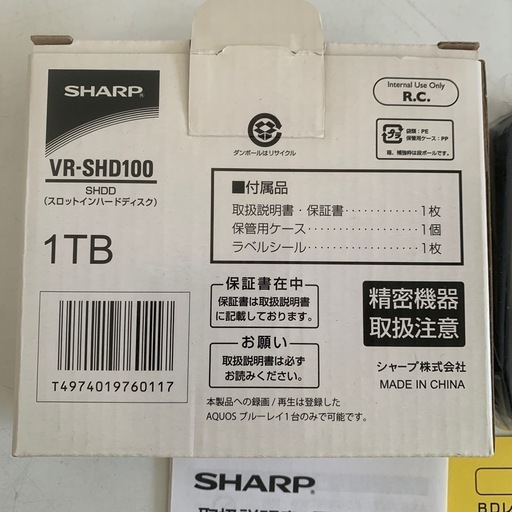 SHARP®
VR-SHD100
SHDD
(スロットインハードディスク)
1TB
T4974019760117
ダンボールはリサイクル
Internal Use Only
R.C.
プラ
袋類:PE
保管用ケース:PP
箱、補強枠は段ボールです。
■付属品
取扱説明書・保証書…………1枚
保管用ケース…………………1個
ラベルシール…………………1枚
保証書在中
保証書は取扱説明書
に記載しております。
お願い
取扱説明書は必ず
お読みください。
本製品への録画/再生は登録した
AQUOS ブルーレイ1台のみで可能です。
精密機器
取扱注意
シャープ株式会社
MADE IN CHINA
SHARP®
取扱説明書